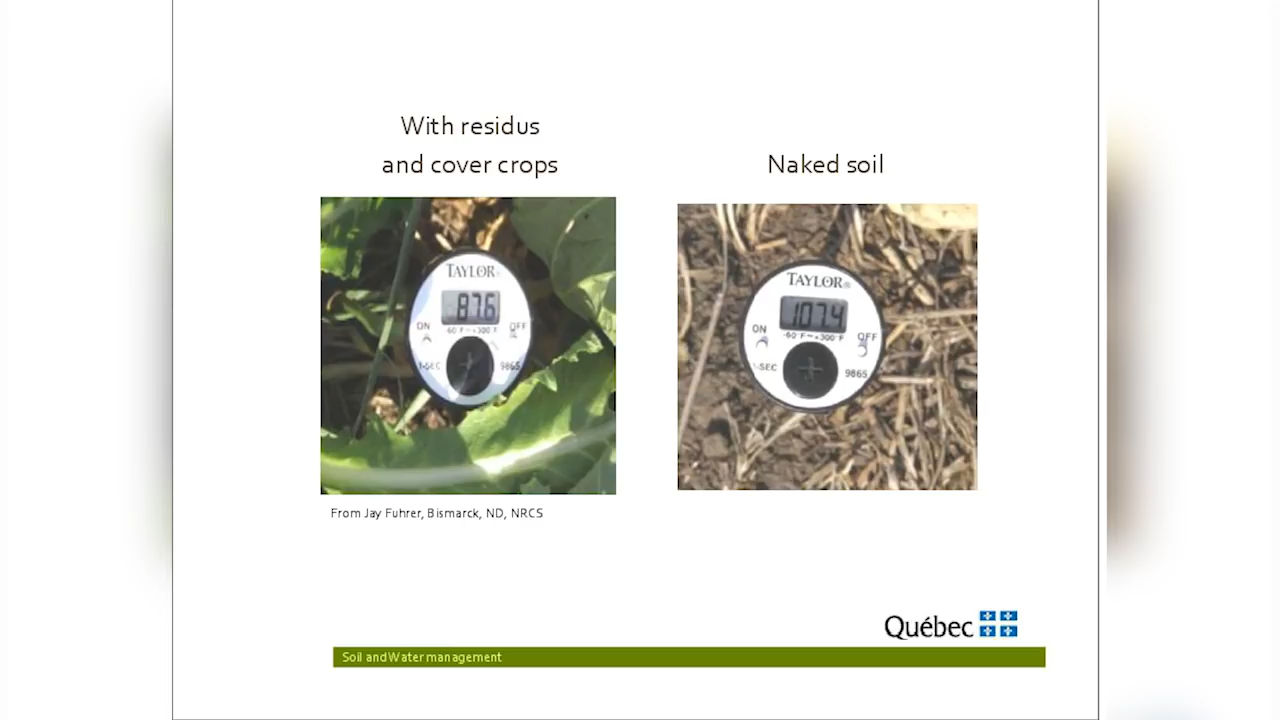 With residus
and cover crops
Naked soil
TAYLOR
87.6
-60°F~+300°F
ON
OFF
1-SEC
9865
TAYLOR®
107.4
-60°F~+300°F
ON
OFF
1-SEC
9865
From Jay Fuhrer, Bismarck, ND, NRCS
Québec
Soil and Water management